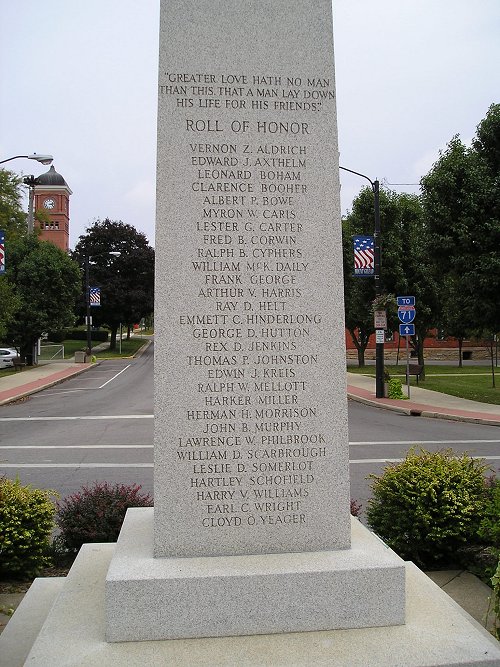 "GREATER LOVE HATH NO MAN
THAN THIS, THAT A MAN LAY DOWN
HIS LIFE FOR HIS FRIENDS."
ROLL OF HONOR
VERNON Z. ALDRICH
EDWARD J. AXTHELM
LEONARD BOHAM
CLARENCE BOOHER
ALBERT P. BOWE
MYRON W. CARIS
LESTER G. CARTER
FRED B. CORWIN
RALPH B. CYPHERS
WILLIAM MCK. DAILY
FRANK GEORGE
ARTHUR V. HARRIS
RAY D. HELT
EMMETT C. HINDERLONG
GEORGE D. HUTTON
REX D. JENKINS
THOMAS P. JOHNSTON
EDWIN J. KREIS
RALPH W. MELLOTT
HARKER MILLER
HERMAN H. MORRISON
JOHN B. MURPHY
LAWRENCE W. PHILBROOK
WILLIAM D. SCARBROUGH
LESLIE D. SOMERLOT
HARTLEY SCHOFIELD
HARRY V. WILLIAMS
EARL C. WRIGHT
CLOYD O. YEAGER
TO
71